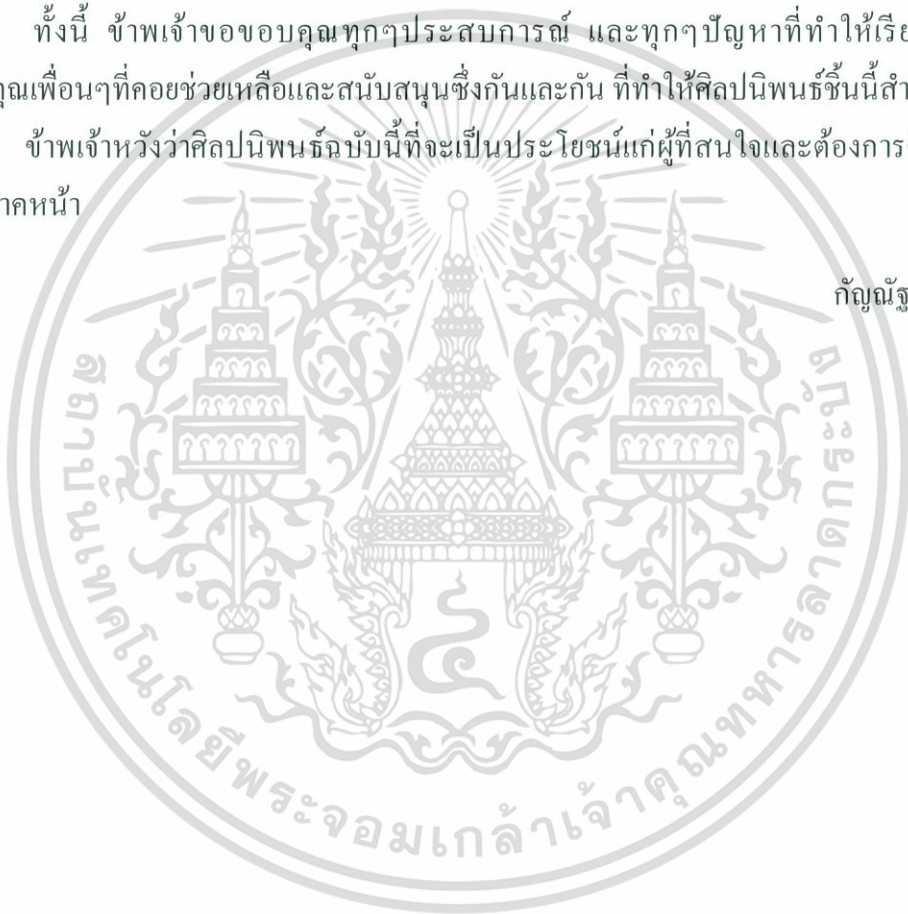 ทั้งนี้ ข้าพเจ้าขอขอบคุณทุกๆประสบการณ์ และทุกๆปัญหาที่ทำให้เรีย
คุณเพื่อนๆที่คอยช่วยเหลือและสนับสนุนซึ่งกันและกัน ที่ทำให้ศิลปนิพนธ์ชิ้นนี้สำ
ข้าพเจ้าหวังว่าศิลปนิพนธ์ฉบับนี้ที่จะเป็นประโยชน์แก่ผู้ที่สนใจและต้องการ
าคหน้า
กัญณัฐ
สถาบันเทคโนโลยีพระจอมเกล้าเจ้าคุณทหารลาดกระบัง
๔